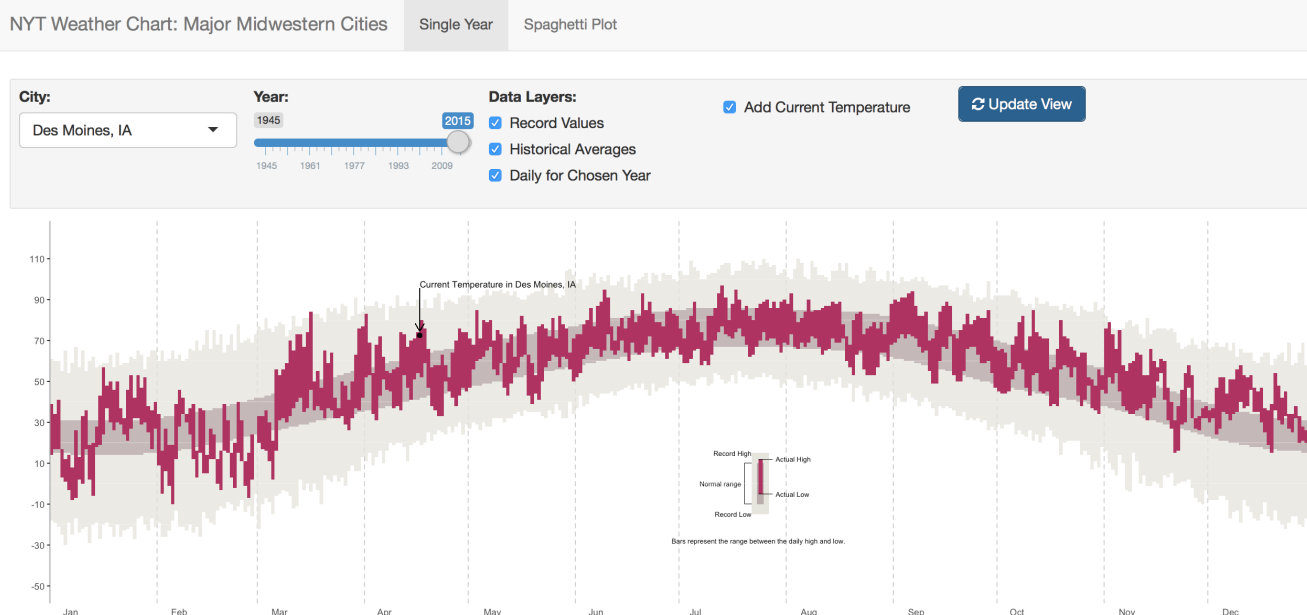 NYT Weather Chart: Major Midwestern Cities Single Year Spaghetti Plot
City: Year: Data Layers:
1945 2015
Des Moines, IA
1945 1961 1977 1993 2009
Record Values
Historical Averages
Daily for Chosen Year
Add Current Temperature
Update View
110
90
70
50
30
10
-10
-30
-50
Current Temperature in Des Moines, IA
Record High
Actual High
Normal range
Actual Low
Record Low
Bars represent the range between the daily high and low.
Jan Feb Mar Apr May Jun Jul Aug Sep Oct Nov Dec